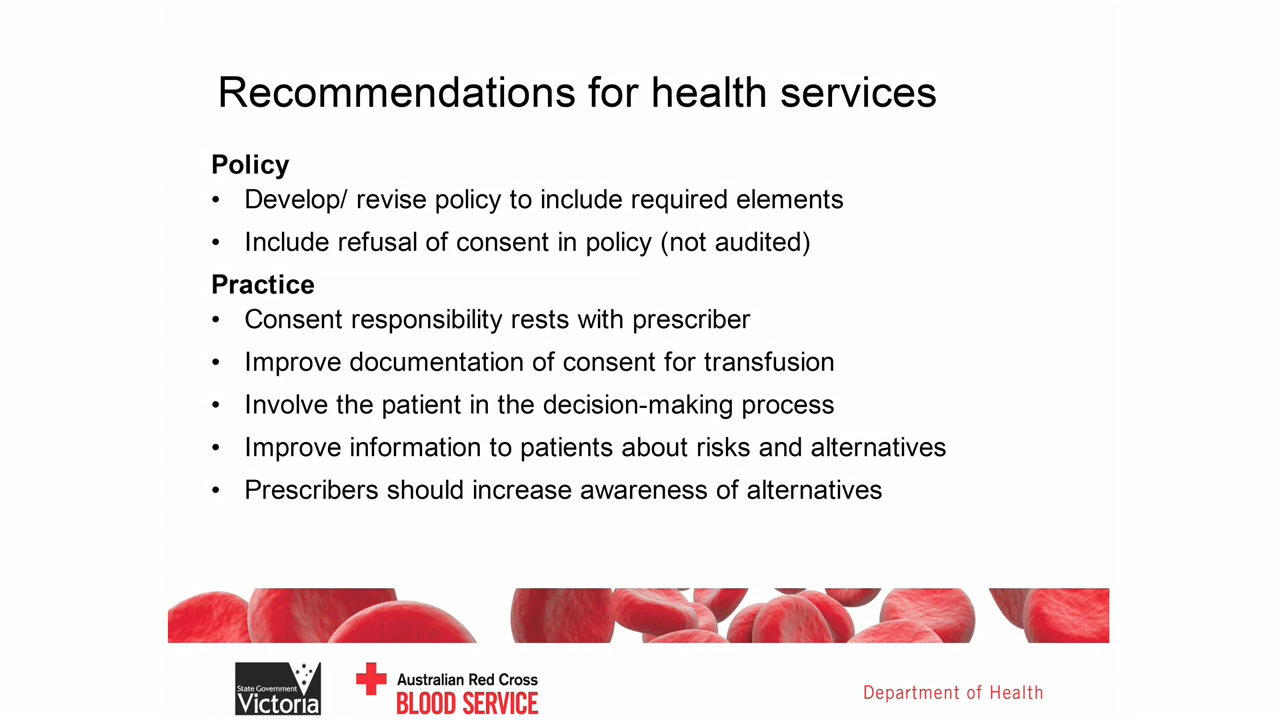 Recommendations for health services
Policy
• Develop/ revise policy to include required elements
• Include refusal of consent in policy (not audited)
Practice
• Consent responsibility rests with prescriber
• Improve documentation of consent for transfusion
• Involve the patient in the decision-making process
• Improve information to patients about risks and alternatives
• Prescribers should increase awareness of alternatives
State Government
Victoria
Australian Red Cross
BLOOD SERVICE
Department of Health